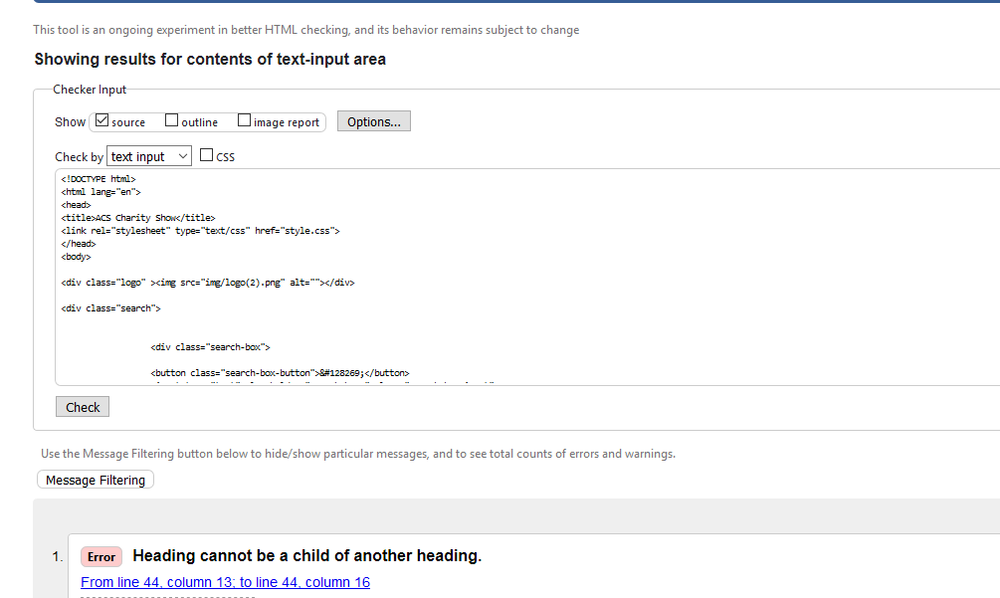 This tool is an ongoing experiment in better HTML checking, and its behavior remains subject to change
Showing results for contents of text-input area
Checker Input
Show source outline image report Options...
Check by text input CSS
<!DOCTYPE html>
<html lang="en">
<head>
<title>ACS Charity Show</title>
<link rel="stylesheet" type="text/css" href="style.css">
</head>
<body>
<div class="logo" ><img src="img/logo(2).png" alt=""></div>
<div class="search">
<div class="search-box">
<button class="search-box-button">&#128269;</button>
Check
Use the Message Filtering button below to hide/show particular messages, and to see total counts of errors and warnings.
Message Filtering
1. Error Heading cannot be a child of another heading.
From line 44, column 13; to line 44, column 16